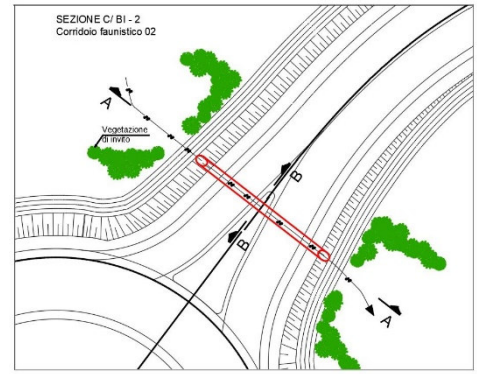 SEZIONE C/ BI - 2
Corridoio faunistico 02
A
Vegetazione
di invito
B
B
A